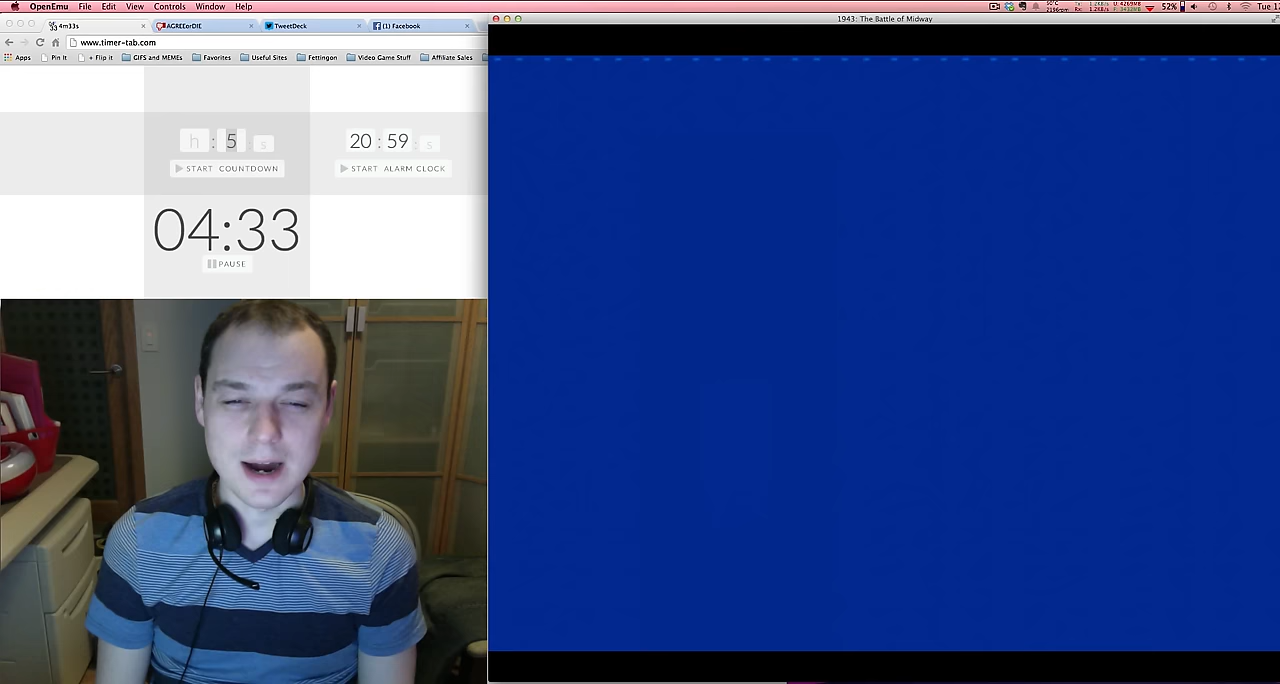 OpenEmu File Edit View Controls Window Help
52% Tue 1
4m33s AGREEorDIE TweetDeck (1) Facebook
1943: The Battle of Midway
www.timer-tab.com
Apps Pin It + Flip it GIFS and MEMEs Favorites Useful Sites Fettington Video Game Stuff Affiliate Sales
h : 5 : s
20 : 59 : s
START COUNTDOWN
START ALARM CLOCK
04:33
PAUSE